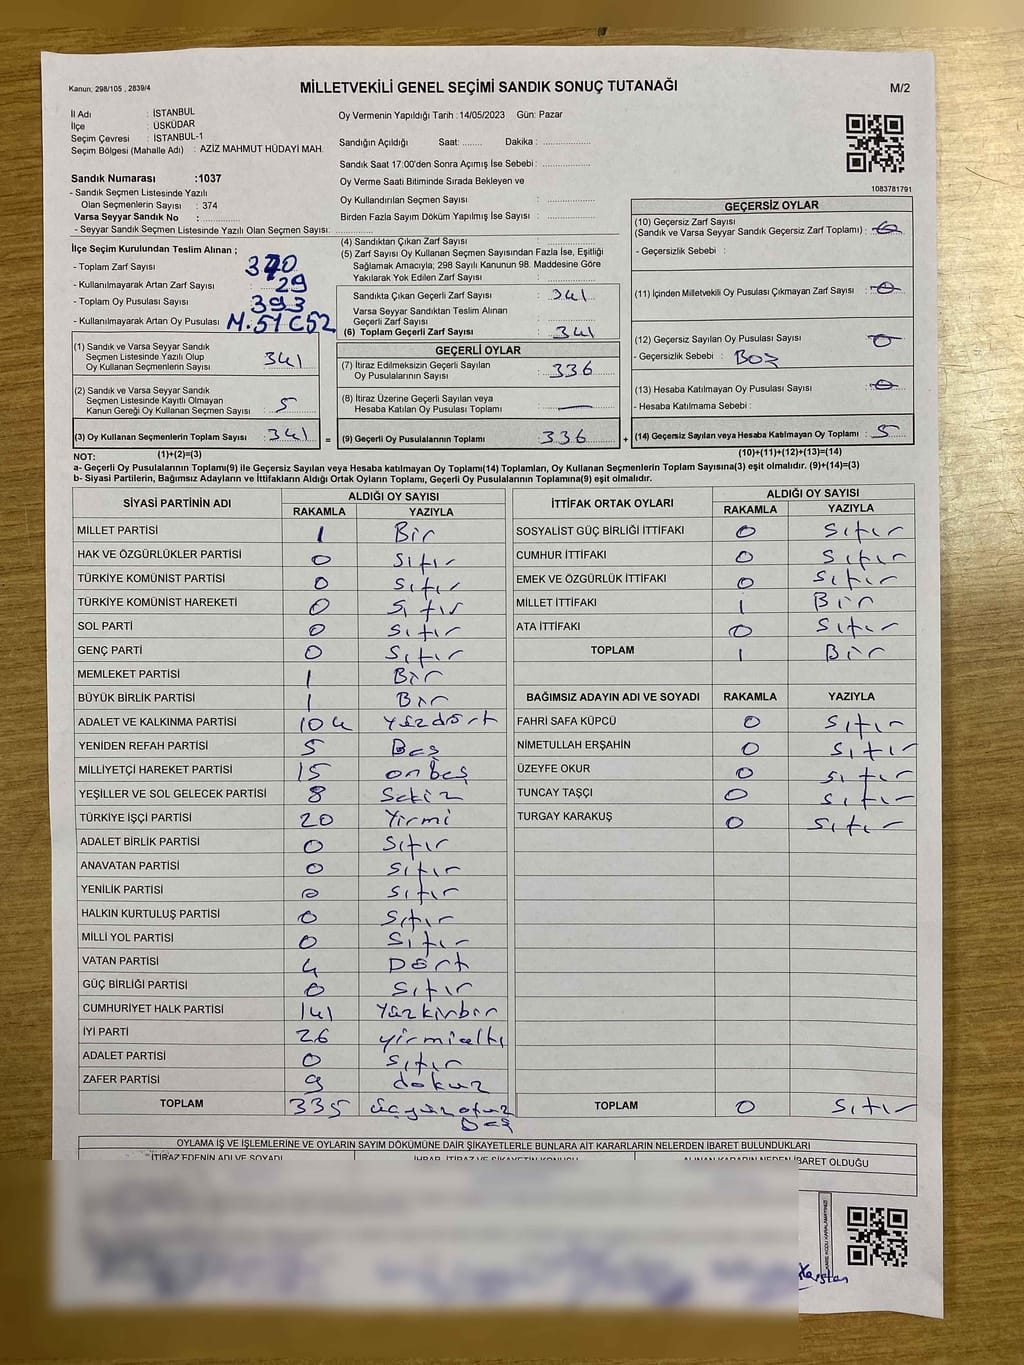 Kanun; 298/105 , 2839/4
MİLLETVEKİLİ GENEL SEÇİMİ SANDIK SONUÇ TUTANAĞI
M/2
İl Adı : İSTANBUL
İlçe : ÜSKÜDAR
Seçim Çevresi : İSTANBUL-1
Seçim Bölgesi (Mahalle Adı) : AZİZ MAHMUT HÜDAYİ MAH.
Sandık Numarası :1037
- Sandık Seçmen Listesinde Yazılı
Olan Seçmenlerin Sayısı : 374
Varsa Seyyar Sandık No : ............
- Seyyar Sandık Seçmen Listesinde Yazılı Olan Seçmen Sayısı: ............
Oy Vermenin Yapıldığı Tarih :14/05/2023 Gün: Pazar
Sandığın Açıldığı Saat: ....... Dakika : ...............
Sandık Saat 17:00'den Sonra Açımış İse Sebebi : ...............
Oy Verme Saati Bitiminde Sırada Bekleyen ve
Oy Kullandırılan Seçmen Sayısı : ...............
Birden Fazla Sayım Döküm Yapılmış İse Sayısı : ...............
1083781791
İlçe Seçim Kurulundan Teslim Alınan ;
- Toplam Zarf Sayısı 370
- Kullanılmayarak Artan Zarf Sayısı : 29
- Toplam Oy Pusulası Sayısı 393
- Kullanılmayarak Artan Oy Pusulası M.51 C52
(1) Sandık ve Varsa Seyyar Sandık
Seçmen Listesinde Yazılı Olup
Oy Kullanan Seçmenlerin Sayısı : 341
(2) Sandık ve Varsa Seyyar Sandık
Seçmen Listesinde Kayıtlı Olmayan
Kanun Gereği Oy Kullanan Seçmen Sayısı : 5
(3) Oy Kullanan Seçmenlerin Toplam Sayısı : 341 =
(4) Sandıktan Çıkan Zarf Sayısı : ............
(5) Zarf Sayısı Oy Kullanan Seçmen Sayısından Fazla İse, Eşitliği
Sağlamak Amacıyla; 298 Sayılı Kanunun 98. Maddesine Göre
Yakılarak Yok Edilen Zarf Sayısı : ............
Sandıkta Çıkan Geçerli Zarf Sayısı : 341
Varsa Seyyar Sandıktan Teslim Alınan
Geçerli Zarf Sayısı : ............
(6) Toplam Geçerli Zarf Sayısı : 341
GEÇERLİ OYLAR
(7) İtiraz Edilmeksizin Geçerli Sayılan
Oy Pusulalarının Sayısı : 336
(8) İtiraz Üzerine Geçerli Sayılan veya
Hesaba Katılan Oy Pusulası Toplamı : —
(9) Geçerli Oy Pusulalarının Toplamı : 336 +
GEÇERSİZ OYLAR
(10) Geçersiz Zarf Sayısı
(Sandık ve Varsa Seyyar Sandık Geçersiz Zarf Toplamı) : 0
- Geçersizlik Sebebi :
(11) İçinden Milletvekili Oy Pusulası Çıkmayan Zarf Sayısı : 0
(12) Geçersiz Sayılan Oy Pusulası Sayısı : 0
- Geçersizlik Sebebi : Boş
(13) Hesaba Katılmayan Oy Pusulası Sayısı : 0
- Hesaba Katılmama Sebebi :
(14) Geçersiz Sayılan veya Hesaba Katılmayan Oy Toplamı : 5
NOT: (1)+(2)=(3)
(10)+(11)+(12)+(13)=(14)
a- Geçerli Oy Pusulalarının Toplamı(9) ile Geçersiz Sayılan veya Hesaba katılmayan Oy Toplamı(14) Toplamları, Oy Kullanan Seçmenlerin Toplam Sayısına(3) eşit olmalıdır. (9)+(14)=(3)
b- Siyasi Partilerin, Bağımsız Adayların ve İttifakların Aldığı Ortak Oyların Toplamı, Geçerli Oy Pusulalarının Toplamına(9) eşit olmalıdır.
SİYASİ PARTİNİN ADI ALDIĞI OY SAYISI
RAKAMLA YAZIYLA
MİLLET PARTİSİ 1 Bir
HAK VE ÖZGÜRLÜKLER PARTİSİ 0 Sıfır
TÜRKİYE KOMÜNİST PARTİSİ 0 Sıfır
TÜRKİYE KOMÜNİST HAREKETİ 0 Sıfır
SOL PARTİ 0 Sıfır
GENÇ PARTİ 0 Sıfır
MEMLEKET PARTİSİ 1 Bir
BÜYÜK BİRLİK PARTİSİ 1 Bir
ADALET VE KALKINMA PARTİSİ 104 Yüzdört
YENİDEN REFAH PARTİSİ 5 Beş
MİLLİYETÇİ HAREKET PARTİSİ 15 onbeş
YEŞİLLER VE SOL GELECEK PARTİSİ 8 Sekiz
TÜRKİYE İŞÇİ PARTİSİ 20 Yirmi
ADALET BİRLİK PARTİSİ 0 Sıfır
ANAVATAN PARTİSİ 0 Sıfır
YENİLİK PARTİSİ 0 Sıfır
HALKIN KURTULUŞ PARTİSİ 0 Sıfır
MİLLİ YOL PARTİSİ 0 Sıfır
VATAN PARTİSİ 4 Dört
GÜÇ BİRLİĞİ PARTİSİ 0 Sıfır
CUMHURİYET HALK PARTİSİ 141 Yüzkırkbir
İYİ PARTİ 26 yirmialtı
ADALET PARTİSİ 0 Sıfır
ZAFER PARTİSİ 9 dokuz
TOPLAM 335 üçyüzotuz
beş
İTTİFAK ORTAK OYLARI ALDIĞI OY SAYISI
RAKAMLA YAZIYLA
SOSYALİST GÜÇ BİRLİĞİ İTTİFAKI 0 Sıfır
CUMHUR İTTİFAKI 0 Sıfır
EMEK VE ÖZGÜRLÜK İTTİFAKI 0 Sıfır
MİLLET İTTİFAKI 1 Bir
ATA İTTİFAKI 0 Sıfır
TOPLAM 1 Bir
BAĞIMSIZ ADAYIN ADI VE SOYADI RAKAMLA YAZIYLA
FAHRİ SAFA KÜPCÜ 0 Sıfır
NİMETULLAH ERŞAHİN 0 Sıfır
ÜZEYFE OKUR 0 Sıfır
TUNCAY TAŞÇI 0 Sıfır
TURGAY KARAKUŞ 0 Sıfır
TOPLAM 0 Sıfır
OYLAMA İŞ VE İŞLEMLERİNE VE OYLARIN SAYIM DÖKÜMÜNE DAİR ŞİKAYETLERLE BUNLARA AİT KARARLARIN NELERDEN İBARET BULUNDUKLARI
İTİRAZ EDENİN ADI VE SOYADI İHBAR, İTİRAZ VE ŞİKAYETİN KONUSU ALINAN KARARIN NEDEN İBARET OLDUĞU